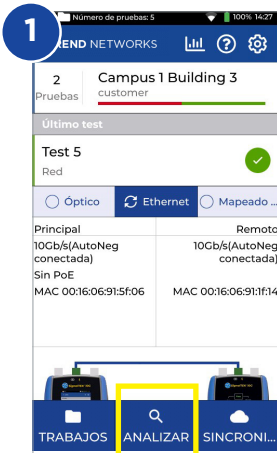 1
Número de pruebas: 5
100% 14:27
REND NETWORKS
2
Pruebas
Campus 1 Building 3
customer
Último test
Test 5
Red
Óptico
Ethernet
Mapeado ...
Principal
Remoto
10Gb/s(AutoNeg
conectada)
10Gb/s(AutoNeg
conectada)
Sin PoE
MAC 00:16:06:91:5f:06
MAC 00:16:06:91:1f:14
TRABAJOS
ANALIZAR
SINCRONI...